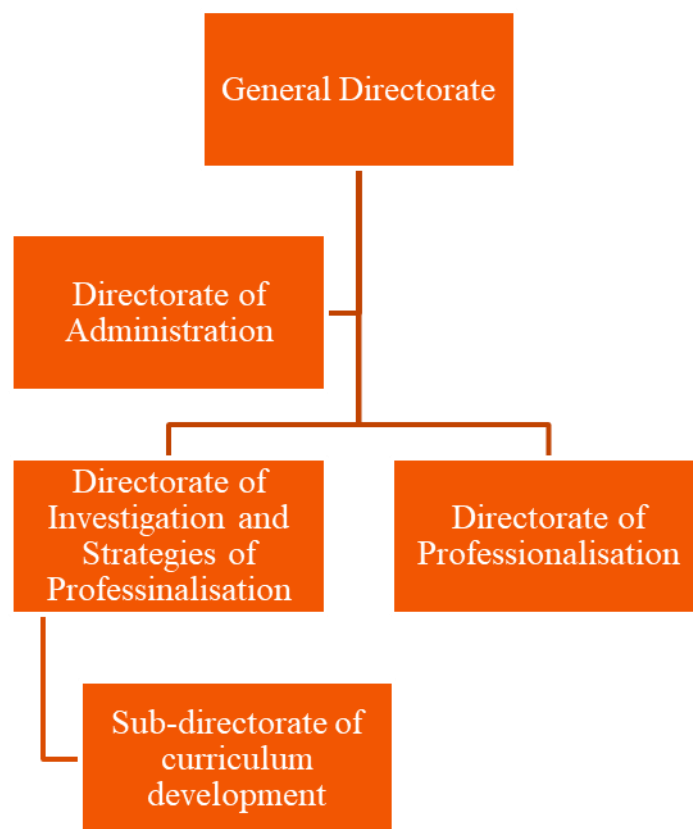 General Directorate
Directorate of
Administration
Directorate of
Investigation and
Strategies of
Professinalisation
Directorate of
Professionalisation
Sub-directorate of
curriculum
development